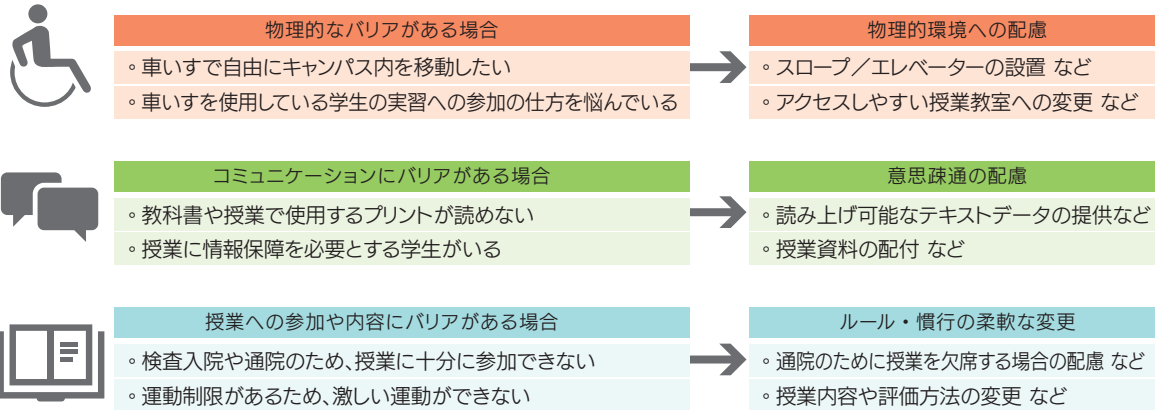 物理的なバリアがある場合
物理的環境への配慮
◦車いすで自由にキャンパス内を移動したい
◦スロープ／エレベーターの設置 など
◦車いすを使用している学生の実習への参加の仕方を悩んでいる
◦アクセスしやすい授業教室への変更 など
コミュニケーションにバリアがある場合
意思疎通の配慮
◦教科書や授業で使用するプリントが読めない
◦読み上げ可能なテキストデータの提供など
◦授業に情報保障を必要とする学生がいる
◦授業資料の配付 など
授業への参加や内容にバリアがある場合
ルール・慣行の柔軟な変更
◦検査入院や通院のため、授業に十分に参加できない
◦通院のために授業を欠席する場合の配慮 など
◦運動制限があるため、激しい運動ができない
◦授業内容や評価方法の変更 など